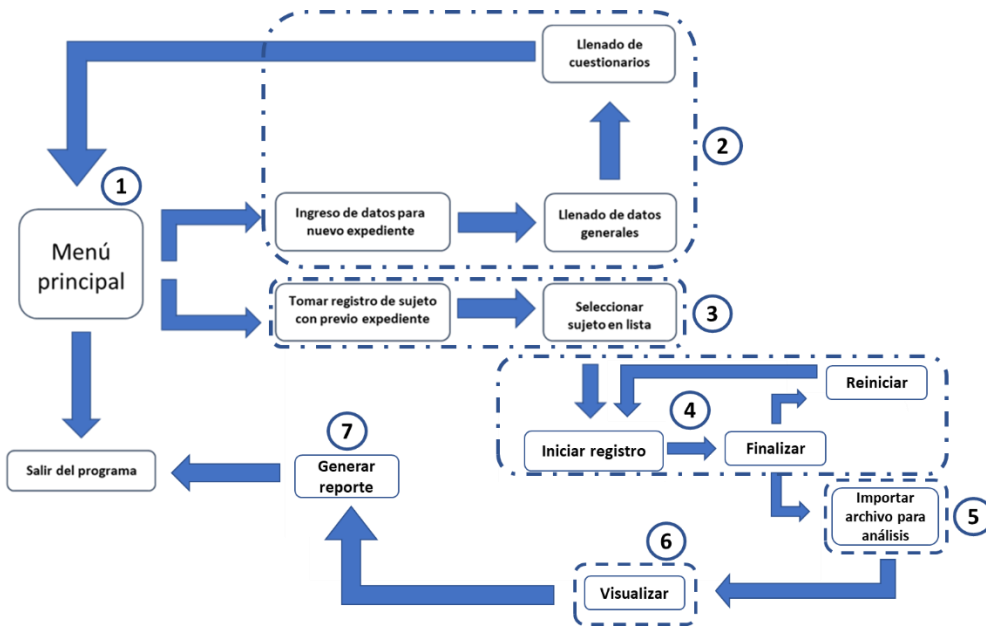 Llenado de
cuestionarios
2
1
Menú
principal
Ingreso de datos para
nuevo expediente
Llenado de datos
generales
Tomar registro de sujeto
con previo expediente
Seleccionar
sujeto en lista
3
Reiniciar
4
Iniciar registro
Finalizar
7
Generar
reporte
Salir del programa
Importar
archivo para
análisis
5
6
Visualizar